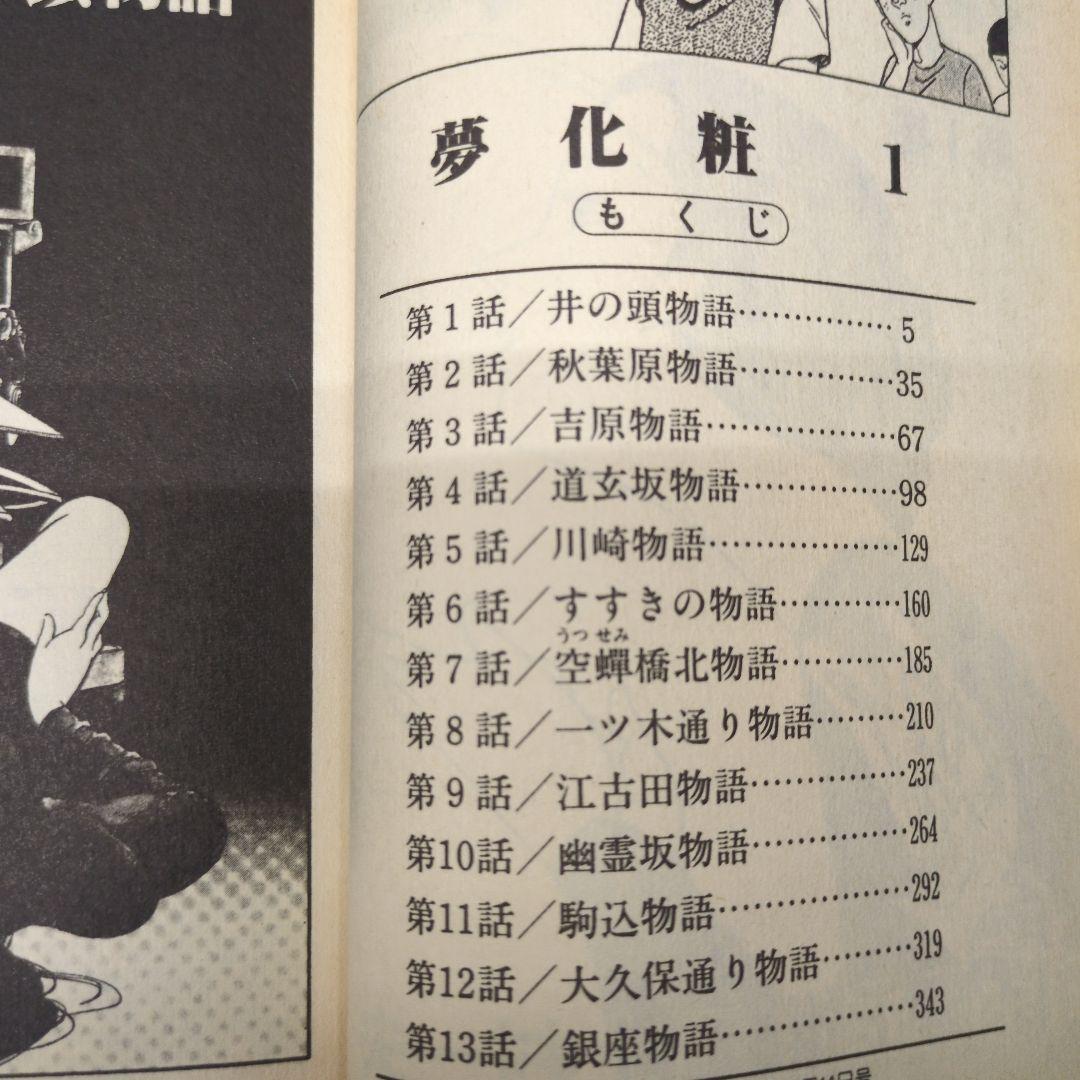 物語
夢化粧 1
もくじ
第1話／井の頭物語……………5
第2話／秋葉原物語……………35
第3話／吉原物語………………67
第4話／道玄坂物語……………98
第5話／川崎物語………………129
第6話／すすきの物語…………160
うつせみ
第7話／空蟬橋北物語…………185
第8話／一ツ木通り物語………210
第9話／江古田物語……………237
第10話／幽霊坂物語……………264
第11話／駒込物語………………292
第12話／大久保通り物語………319
第13話／銀座物語………………343